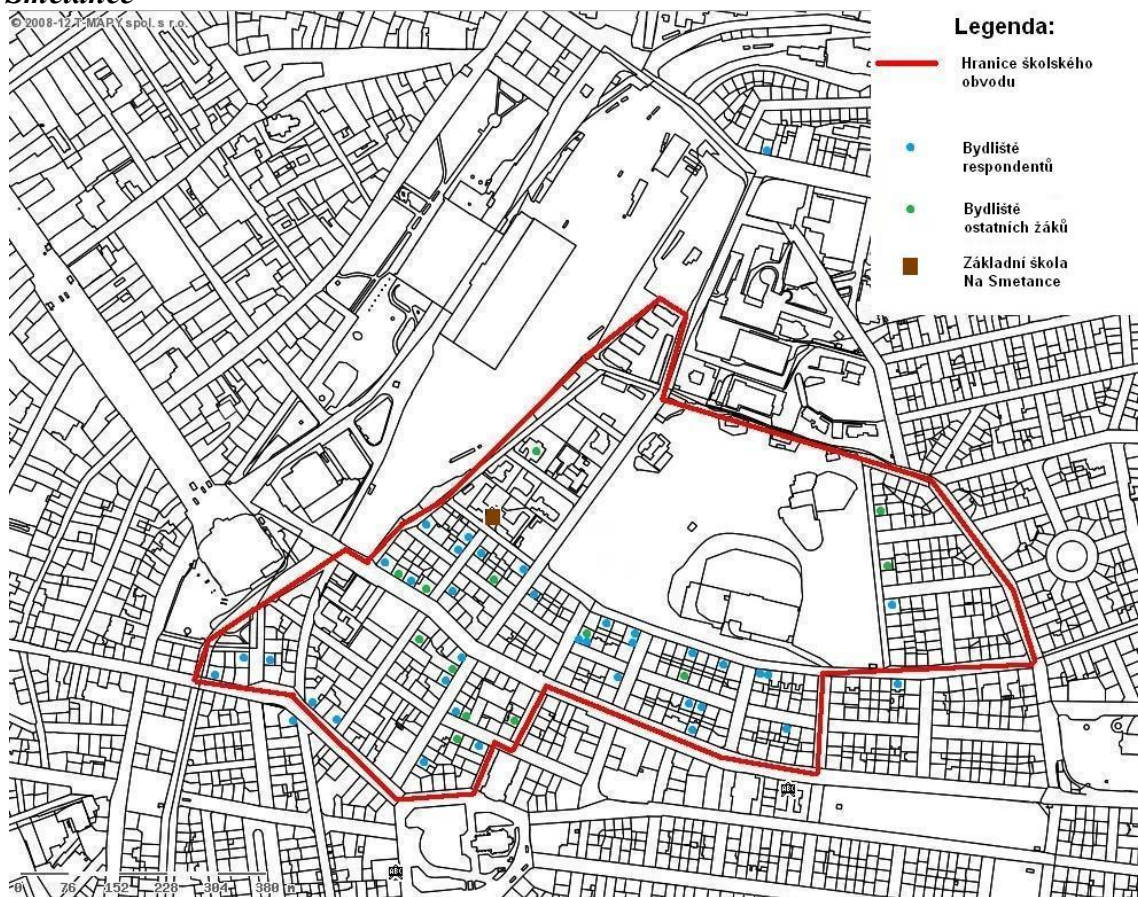 Smetance
© 2008-12 T-MAPY spol. s r.o.
Legenda:
Hranice školského
obvodu
Bydliště
respondentů
Bydliště
ostatních žáků
Základní škola
Na Smetance
0 76 152 228 304 380 m